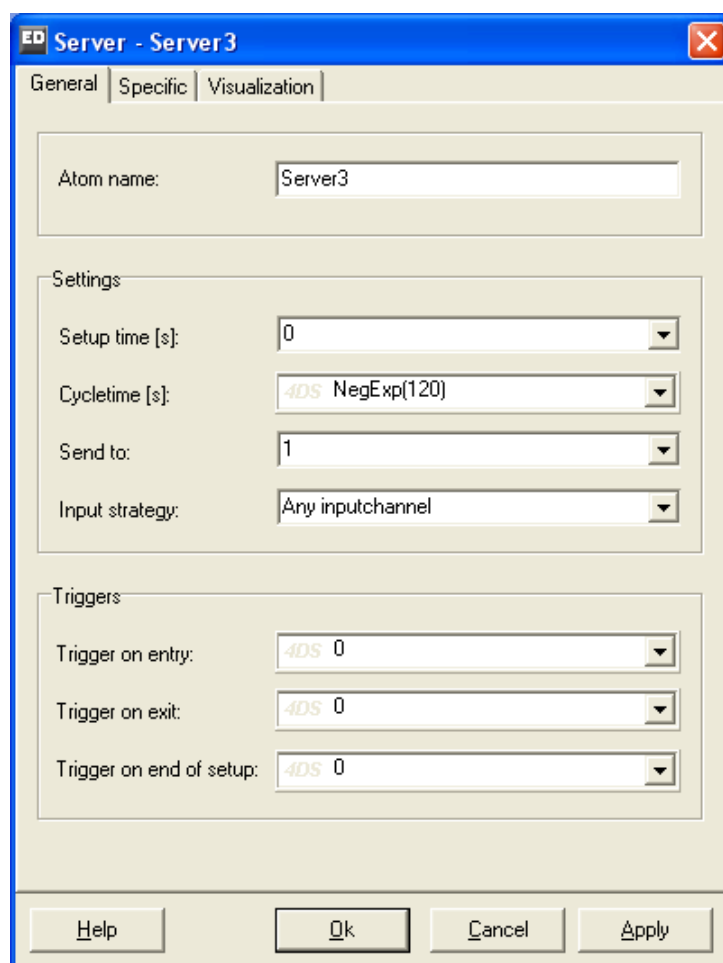 ED Server - Server3
General Specific Visualization
Atom name: Server3
Settings
Setup time [s]: 0
Cycletime [s]: 4DS NegExp(120)
Send to: 1
Input strategy: Any inputchannel
Triggers
Trigger on entry: 4DS 0
Trigger on exit: 4DS 0
Trigger on end of setup: 4DS 0
Help Ok Cancel Apply